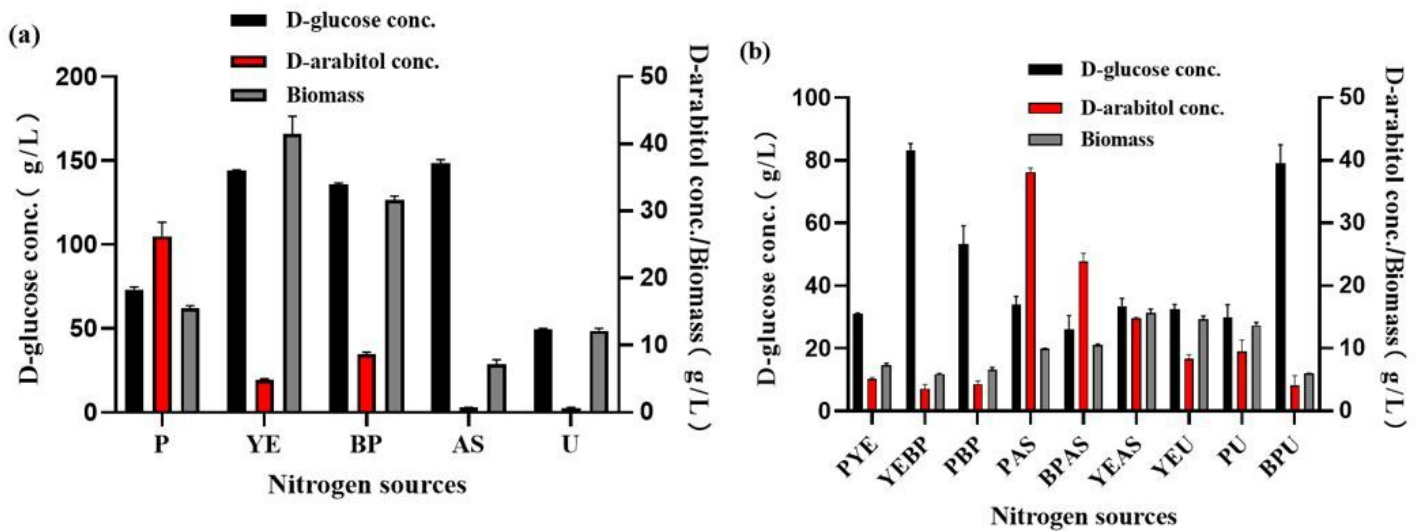 (a)
D-glucose conc.
D-arabitol conc.
Biomass
D-glucose conc. ( g/L)
200
150
100
50
0
D-arabitol conc./Biomass( g/L)
50
40
30
20
10
0
P YE BP AS U
Nitrogen sources
(b)
D-glucose conc.
D-arabitol conc.
Biomass
D-glucose conc. ( g/L)
100
80
60
40
20
0
D-arabitol conc./Biomass( g/L)
50
40
30
20
10
0
PYE YEBP PBP PAS BPAS YEAS YEU PU BPU
Nitrogen sources